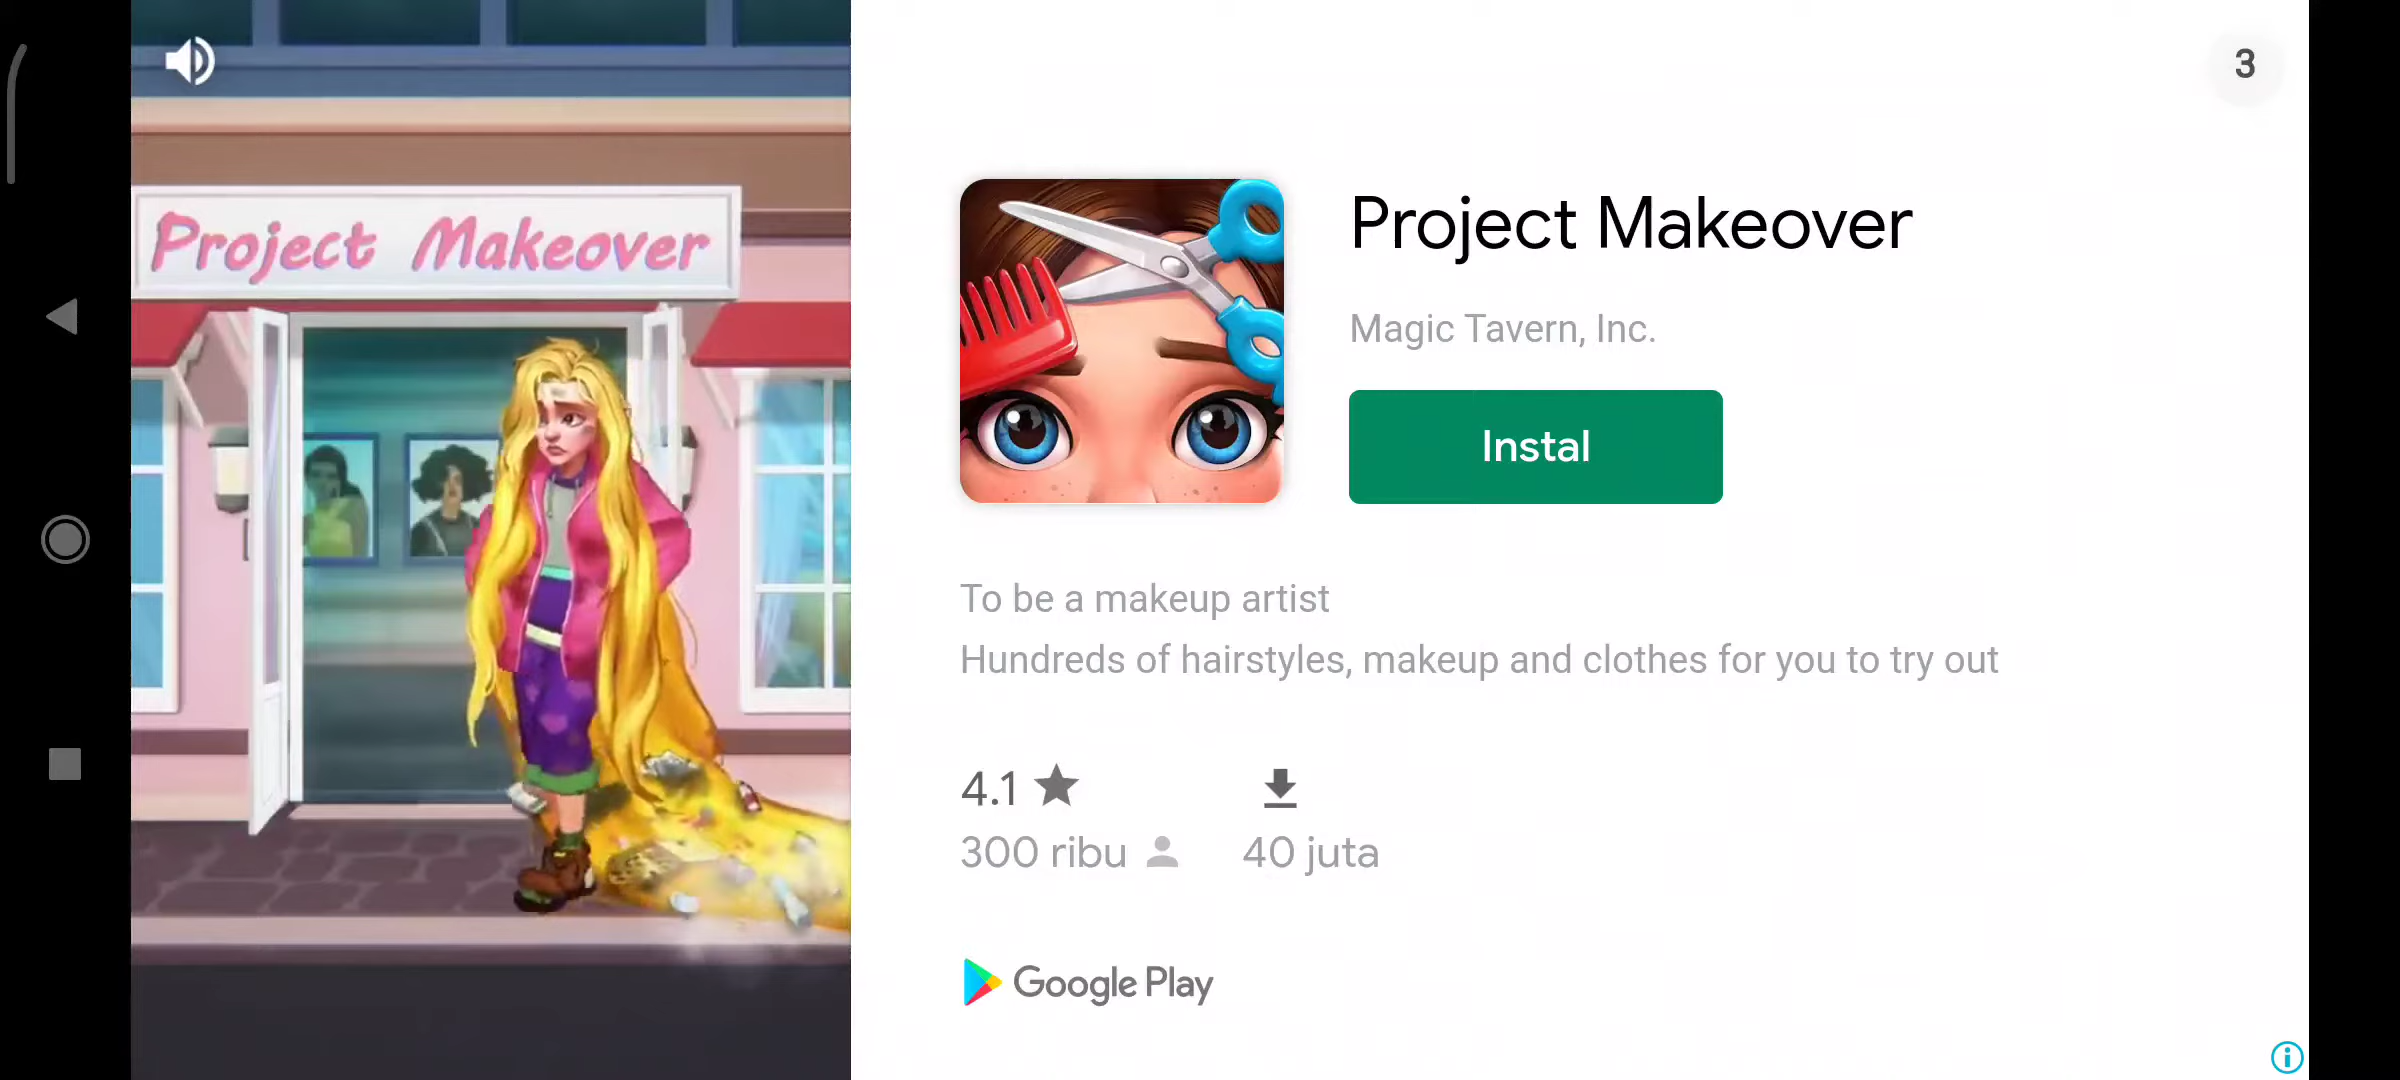 3
Project Makeover
Project Makeover
Magic Tavern, Inc.
Instal
To be a makeup artist
Hundreds of hairstyles, makeup and clothes for you to try out
4.1
300 ribu
40 juta
Google Play